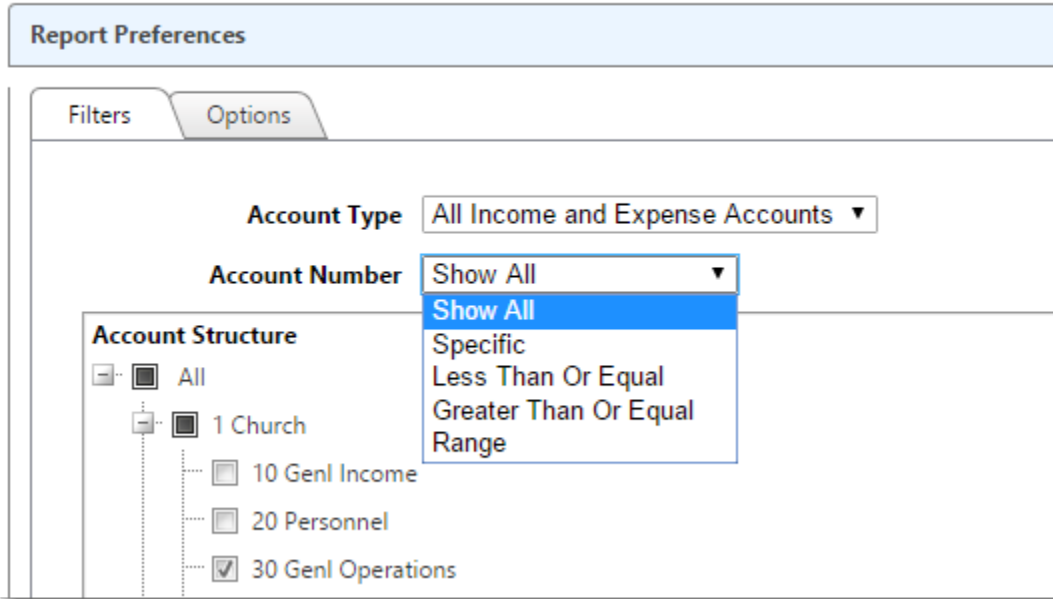 Report Preferences
Filters Options
Account Type All Income and Expense Accounts
Account Number Show All
Show All
Account Structure
Specific
All
Less Than Or Equal
Greater Than Or Equal
1 Church
Range
10 Genl Income
20 Personnel
30 Genl Operations